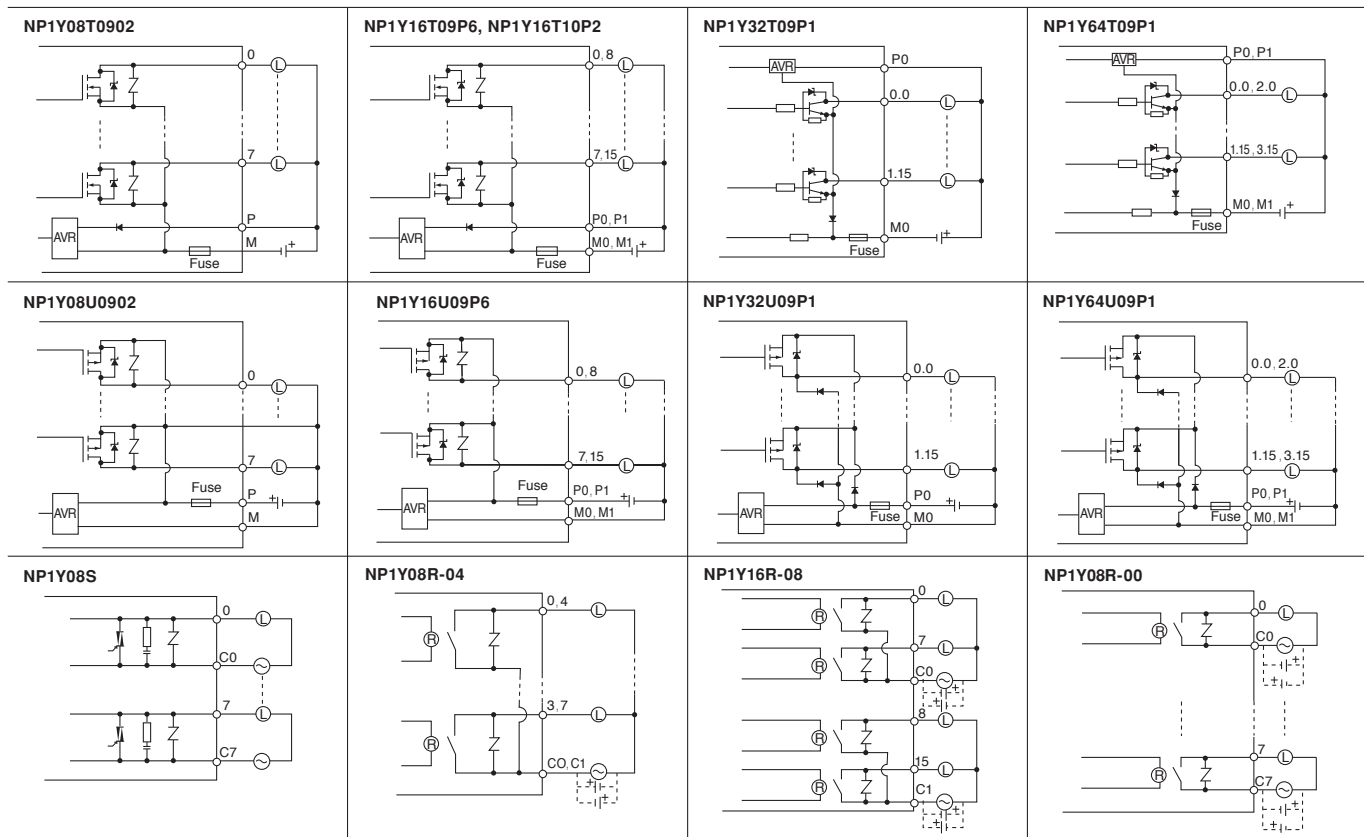 NP1Y08T0902
0
L
7
L
P
AVR
M
Fuse
NP1Y16T09P6, NP1Y16T10P2
0, 8
L
7, 15
L
P0, P1
AVR
M0, M1
Fuse
NP1Y32T09P1
P0
AVR
0.0
L
1.15
L
M0
Fuse
NP1Y64T09P1
P0, P1
AVR
0.0, 2.0
L
1.15, 3.15
L
M0, M1
Fuse
NP1Y08U0902
0
L
7
L
Fuse
P
AVR
M
NP1Y16U09P6
0, 8
L
7, 15
L
Fuse
P0, P1
AVR
M0, M1
NP1Y32U09P1
0.0
L
1.15
L
P0
AVR
Fuse
M0
NP1Y64U09P1
0.0, 2.0
L
1.15, 3.15
L
P0, P1
AVR
Fuse
M0, M1
NP1Y08S
0
L
C0
7
L
C7
NP1Y08R-04
0, 4
R
L
3, 7
R
L
CO, C1
NP1Y16R-08
0
R
L
7
R
L
C0
8
R
L
15
R
L
C1
NP1Y08R-00
0
R
L
C0
7
R
L
C7